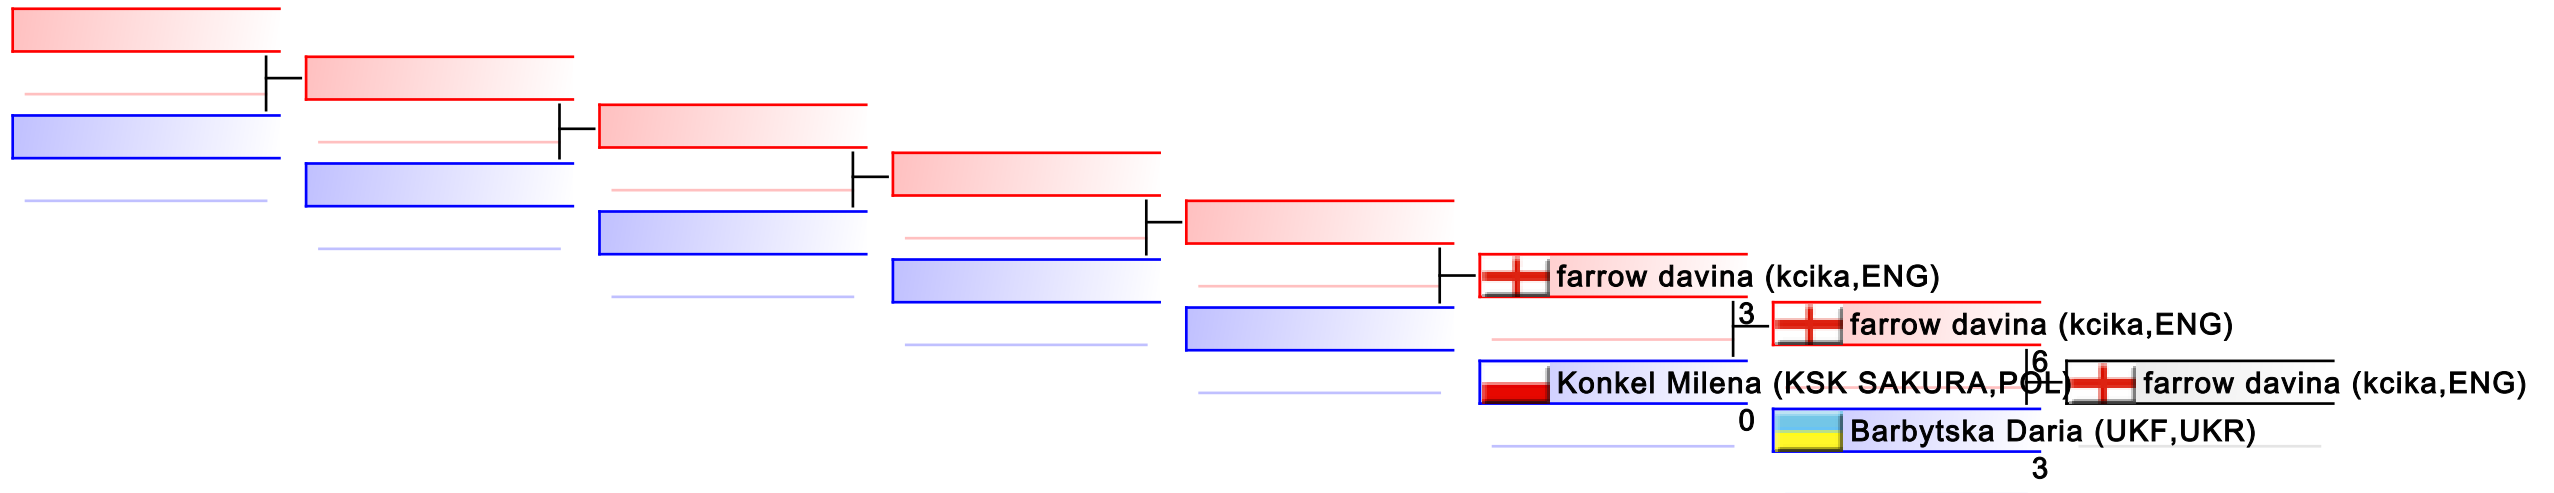 farrow davina (kcika,ENG)
3
farrow davina (kcika,ENG)
6
Konkel Milena (KSK SAKURA,POL)
farrow davina (kcika,ENG)
0
Barbytska Daria (UKF,UKR)
3